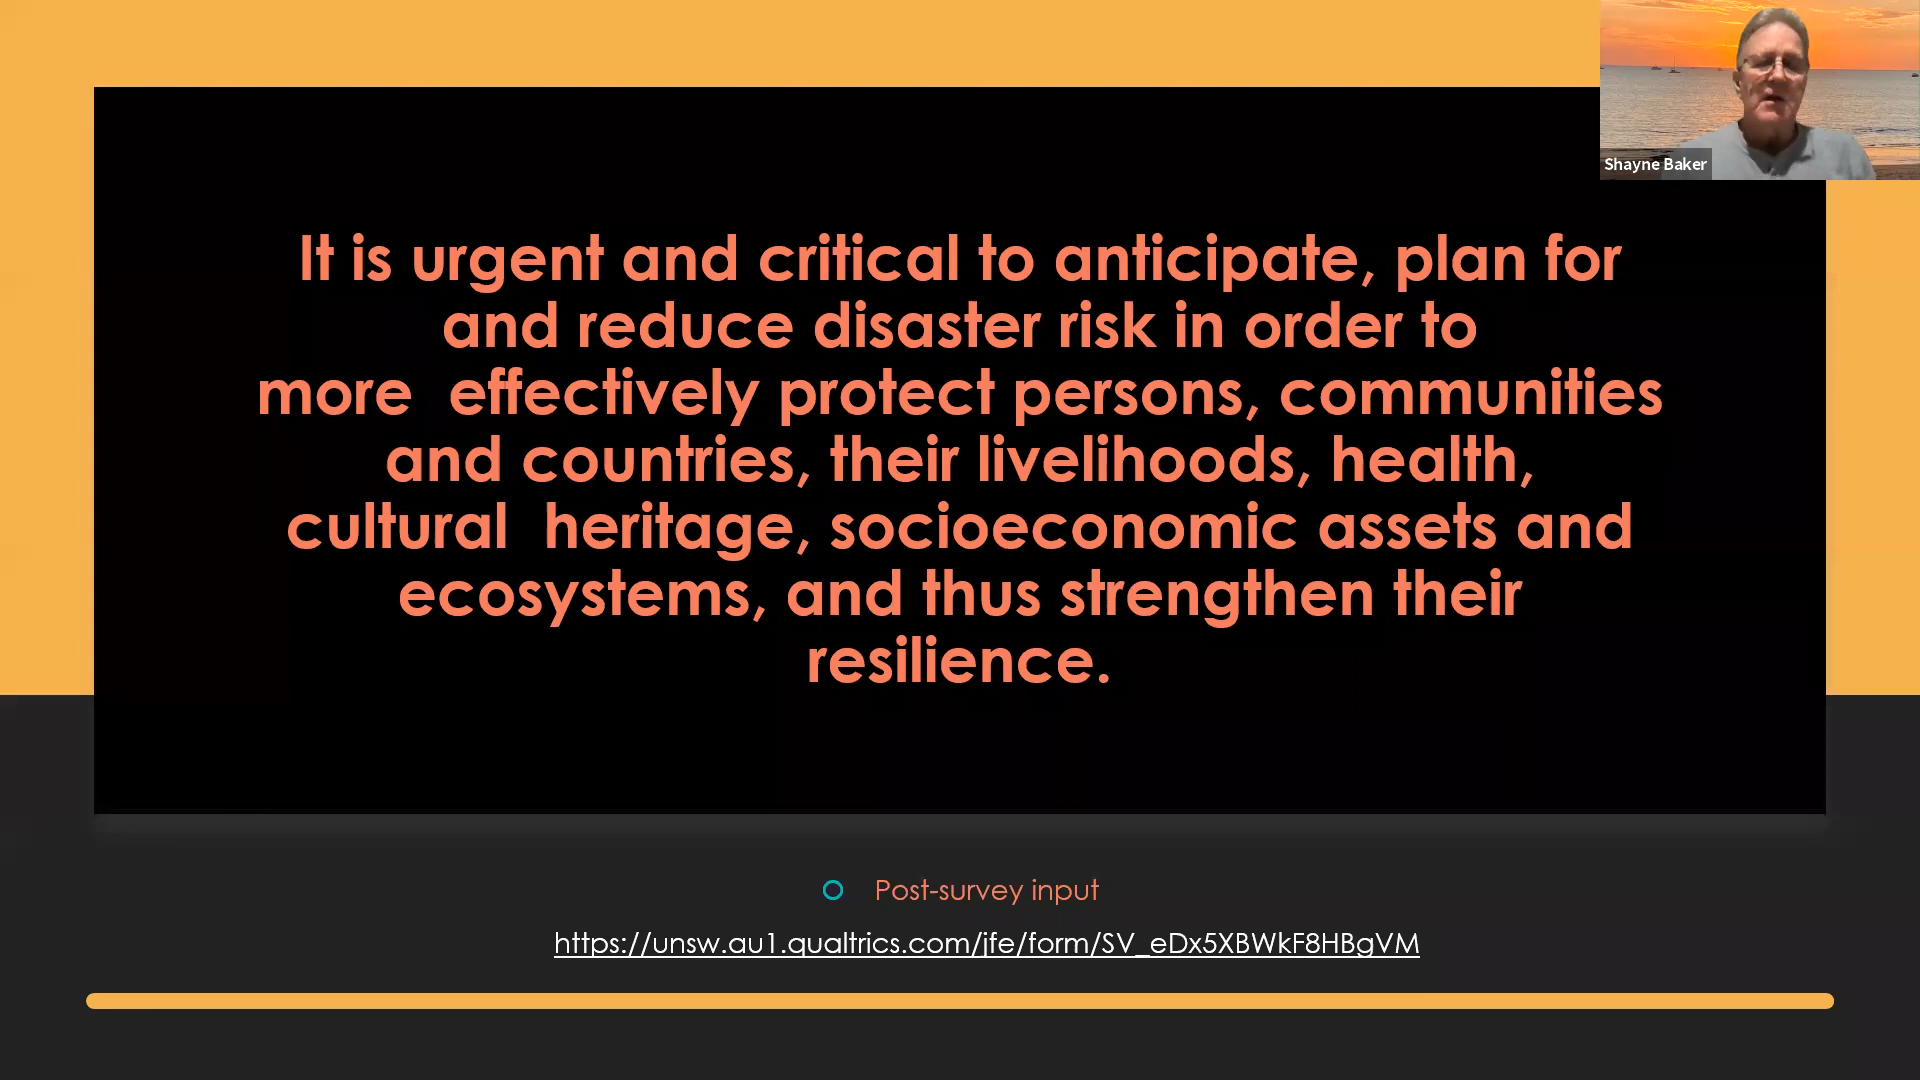 Shayne Baker
It is urgent and critical to anticipate, plan for
and reduce disaster risk in order to
more  effectively protect persons, communities
and countries, their livelihoods, health,
cultural  heritage, socioeconomic assets and
ecosystems, and thus strengthen their
resilience.
Post-survey input
https://unsw.au1.qualtrics.com/jfe/form/SV_eDx5XBWkF8HBgVM